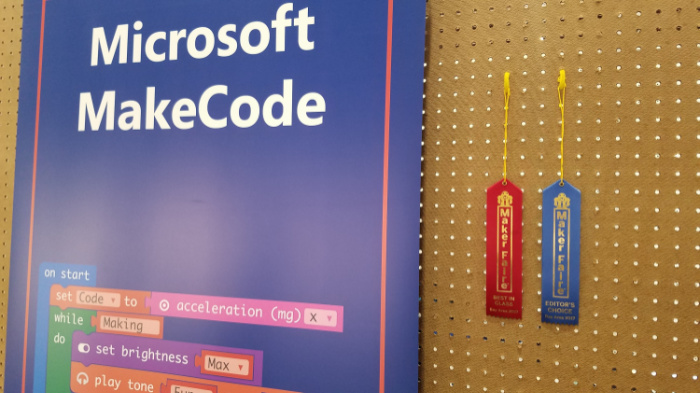 Microsoft
MakeCode
on start
set Code to acceleration (mg) x
while Making
do
set brightness Max
play tone
Maker Faire
BEST IN
CLASS
Maker Faire
EDITOR'S
CHOICE